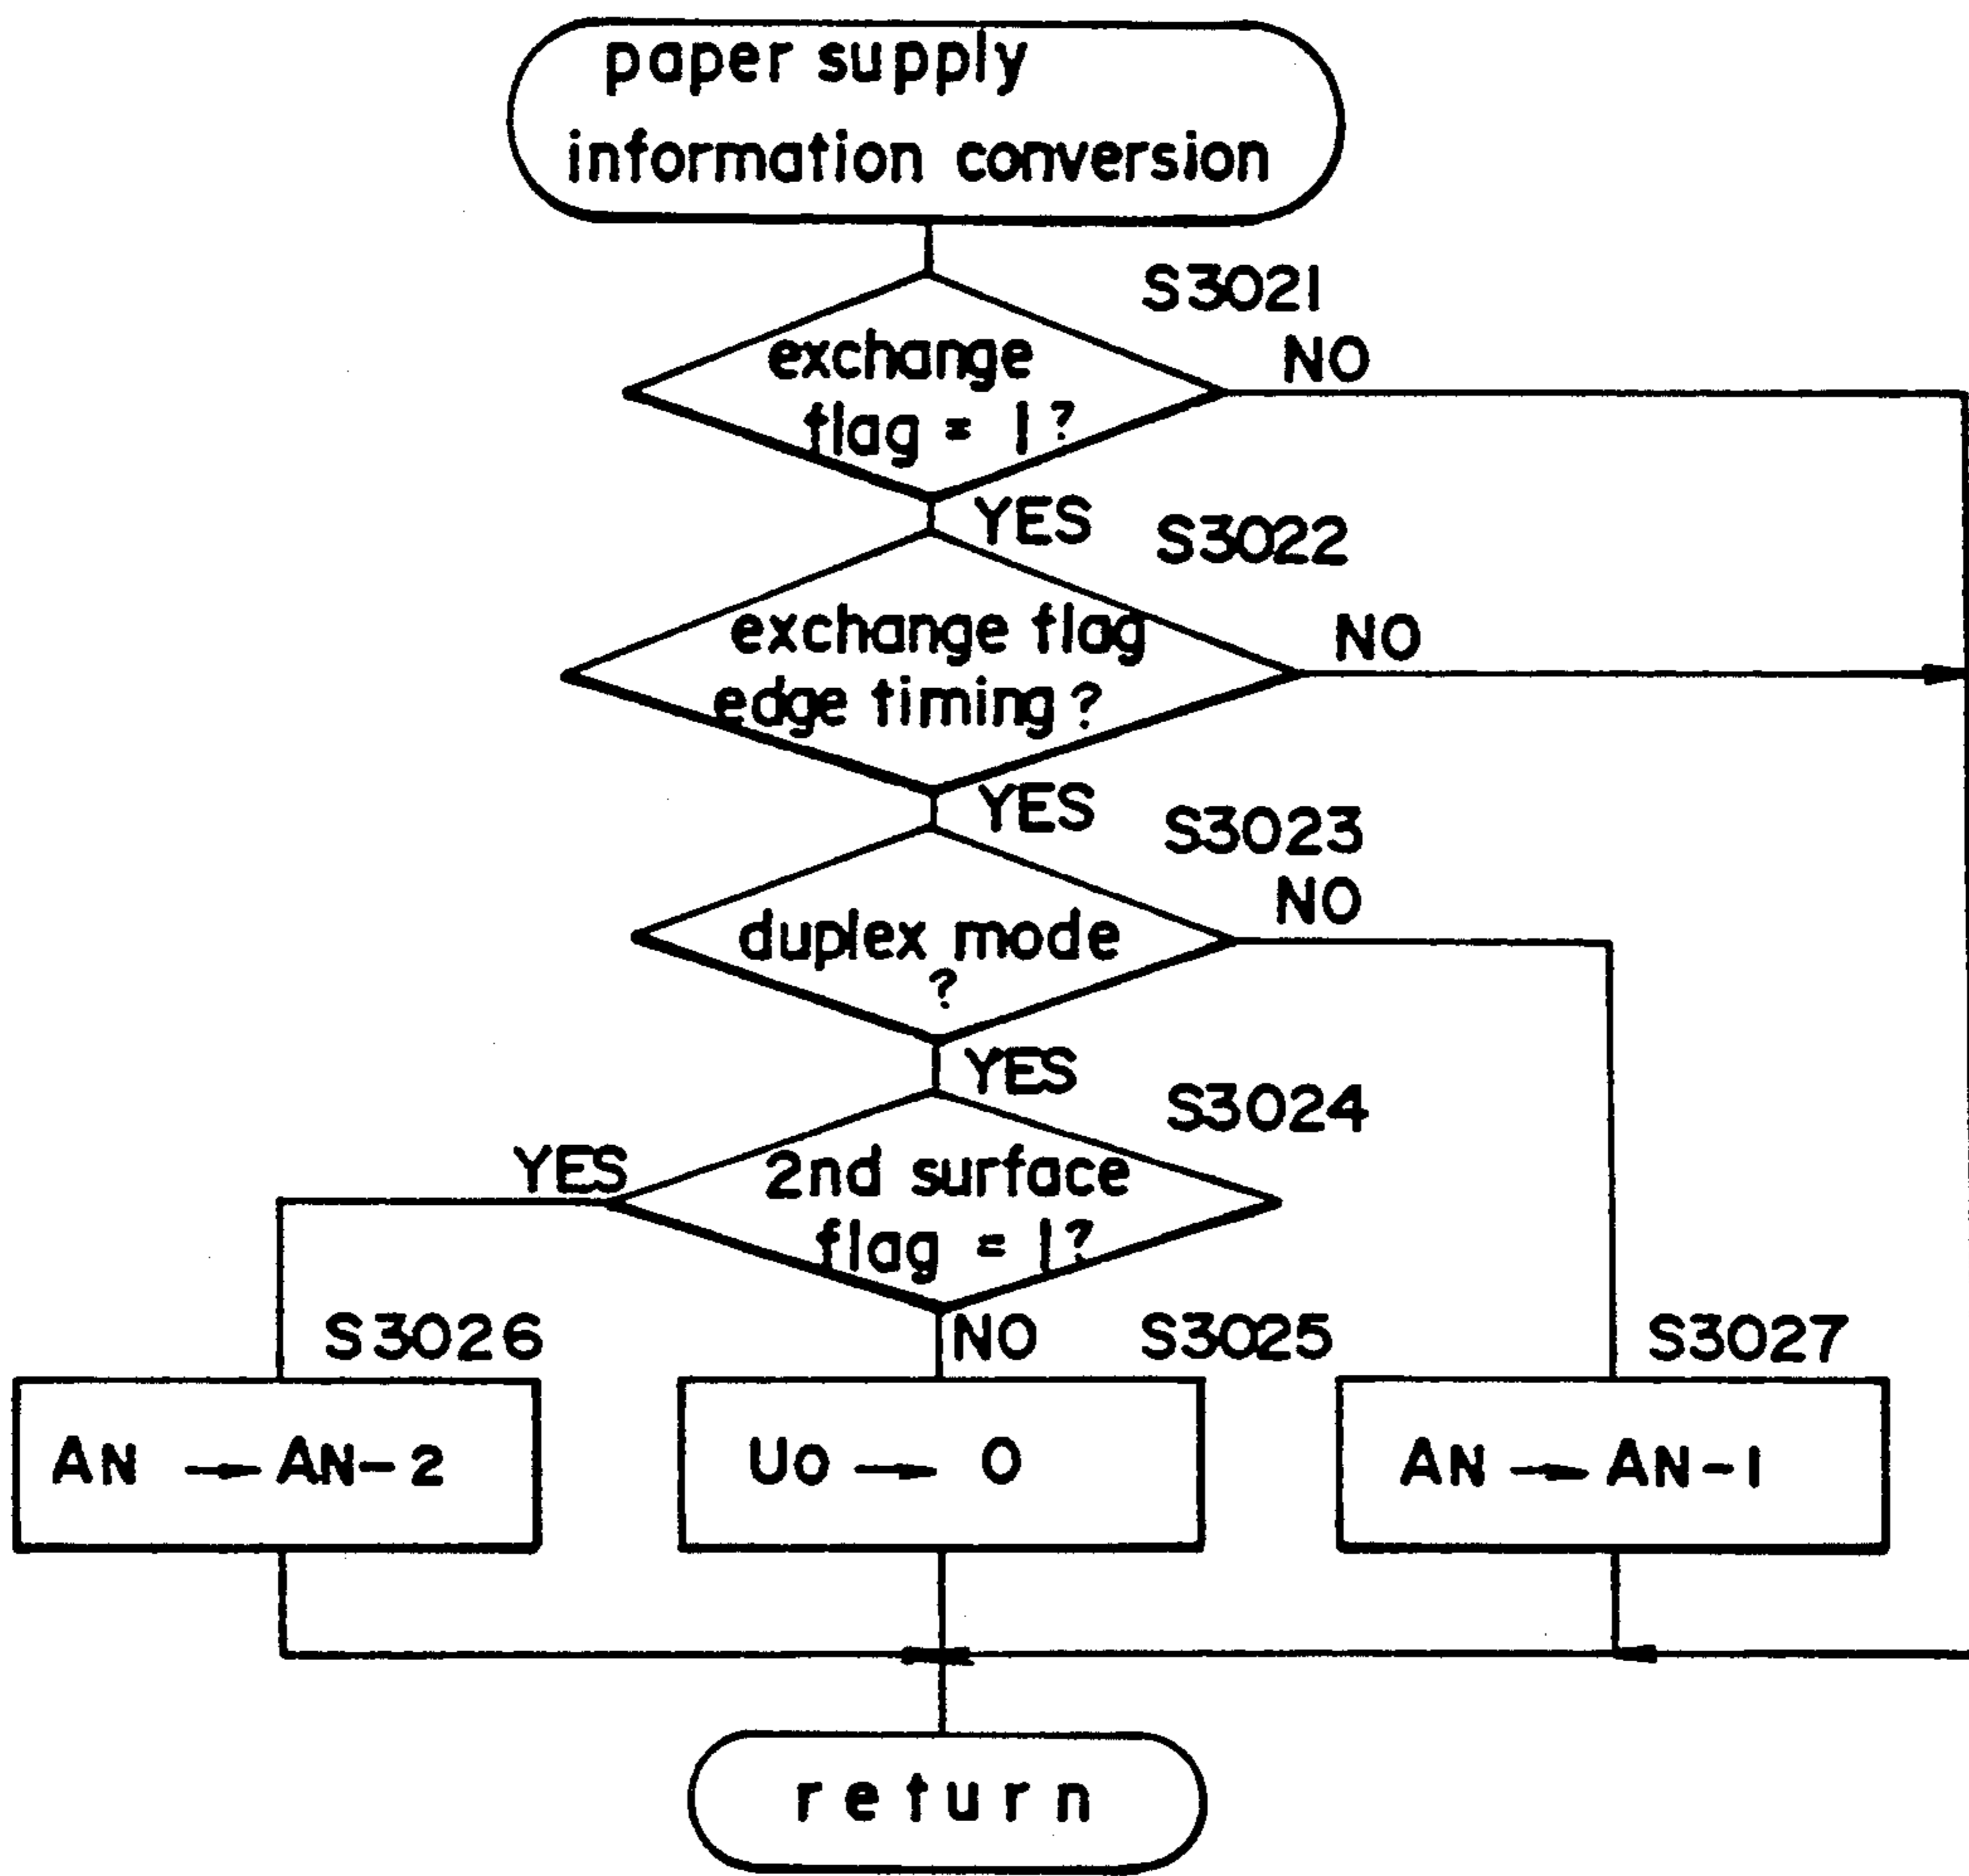 paper supply
information conversion
S3021
exchange
flag = 1?
NO
YES
S3022
exchange flag
edge timing?
NO
YES
S3023
duplex mode
?
NO
YES
S3024
2nd surface
flag = 1?
YES
NO
S3026
S3025
S3027
AN → AN-2
U0 → 0
AN → AN-1
return